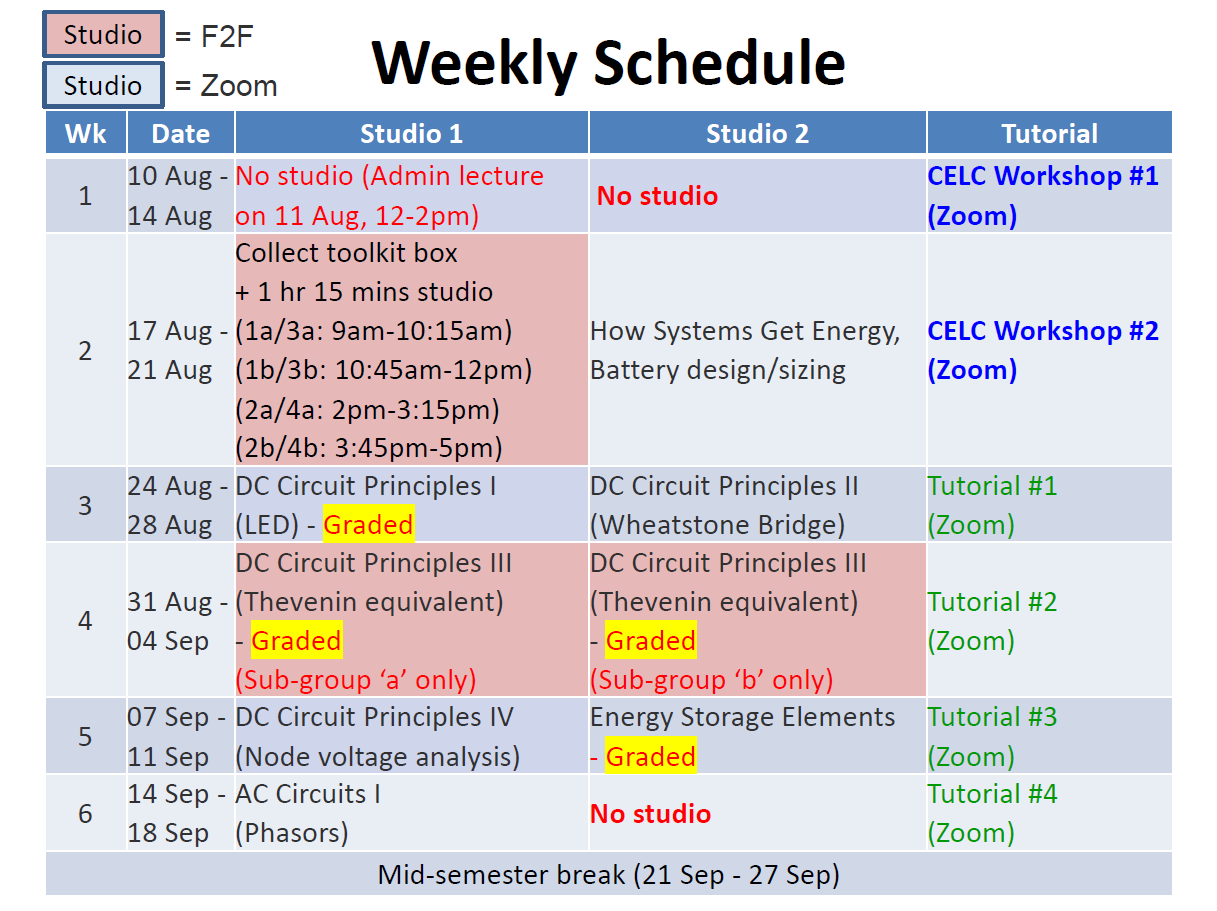 Studio = F2F
Studio = Zoom
Weekly Schedule
Wk Date Studio 1 Studio 2 Tutorial
1
10 Aug -
14 Aug
No studio (Admin lecture
on 11 Aug, 12-2pm)
No studio
CELC Workshop #1
(Zoom)
2
17 Aug -
21 Aug
Collect toolkit box
+ 1 hr 15 mins studio
(1a/3a: 9am-10:15am)
(1b/3b: 10:45am-12pm)
(2a/4a: 2pm-3:15pm)
(2b/4b: 3:45pm-5pm)
How Systems Get Energy,
Battery design/sizing
CELC Workshop #2
(Zoom)
3
24 Aug -
28 Aug
DC Circuit Principles I
(LED) - Graded
DC Circuit Principles II
(Wheatstone Bridge)
Tutorial #1
(Zoom)
4
31 Aug -
04 Sep
DC Circuit Principles III
(Thevenin equivalent)
- Graded
(Sub-group ‘a’ only)
DC Circuit Principles III
(Thevenin equivalent)
- Graded
(Sub-group ‘b’ only)
Tutorial #2
(Zoom)
5
07 Sep -
11 Sep
DC Circuit Principles IV
(Node voltage analysis)
Energy Storage Elements
- Graded
Tutorial #3
(Zoom)
6
14 Sep -
18 Sep
AC Circuits I
(Phasors)
No studio
Tutorial #4
(Zoom)
Mid-semester break (21 Sep - 27 Sep)